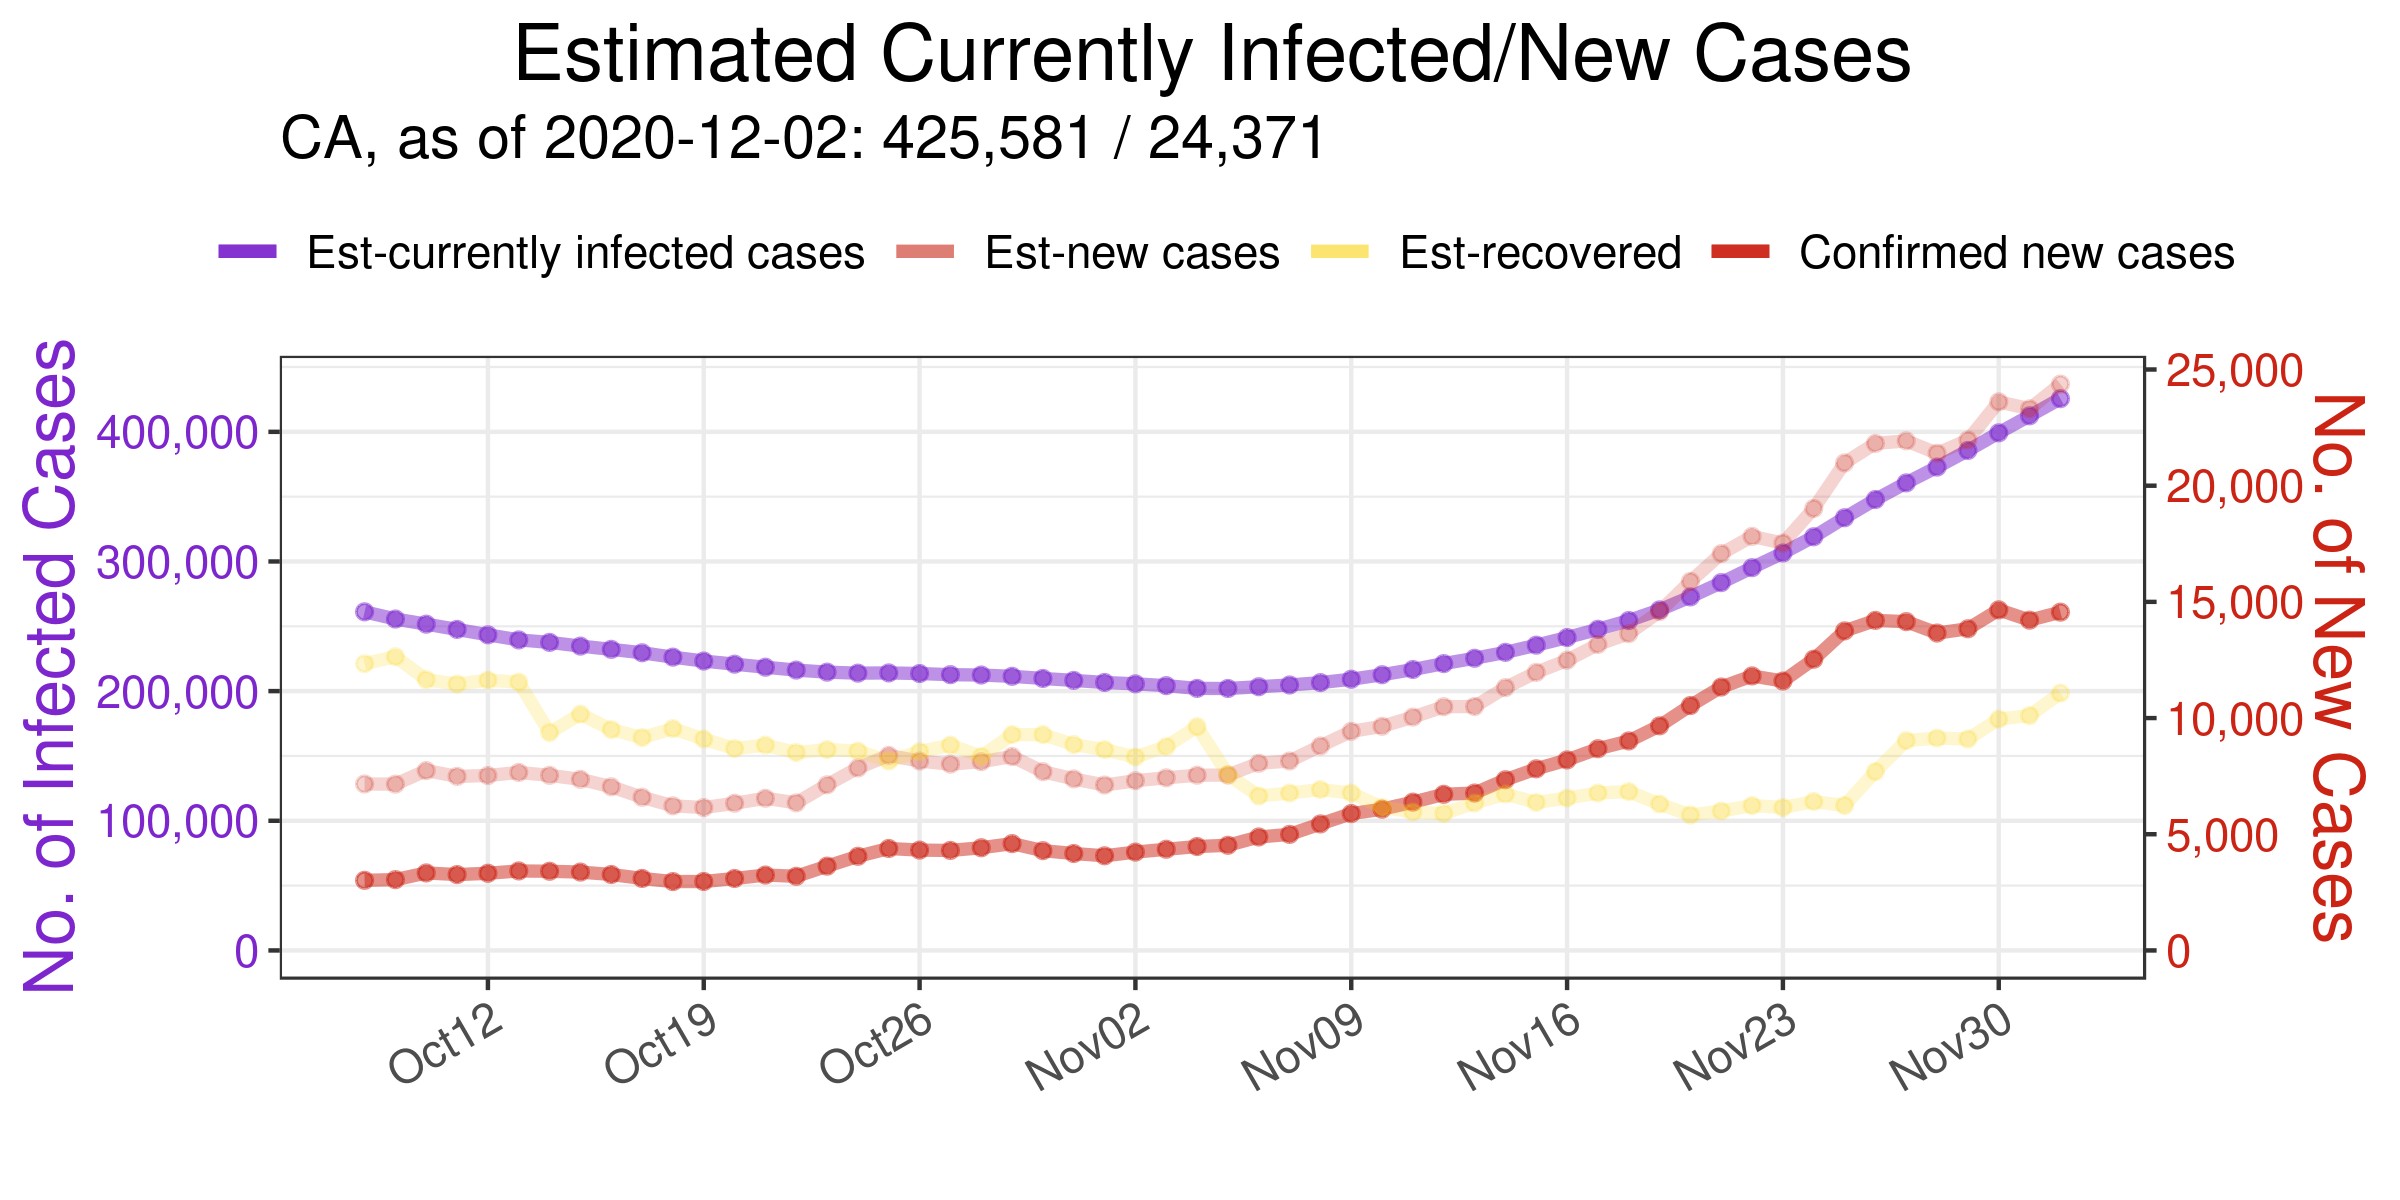 Estimated Currently Infected/New Cases
CA, as of 2020-12-02: 425,581 / 24,371
Est-currently infected cases Est-new cases Est-recovered Confirmed new cases
No. of Infected Cases
400,000
300,000
200,000
100,000
0
25,000
20,000
15,000
10,000
5,000
0
No. of New Cases
Oct12 Oct19 Oct26 Nov02 Nov09 Nov16 Nov23 Nov30